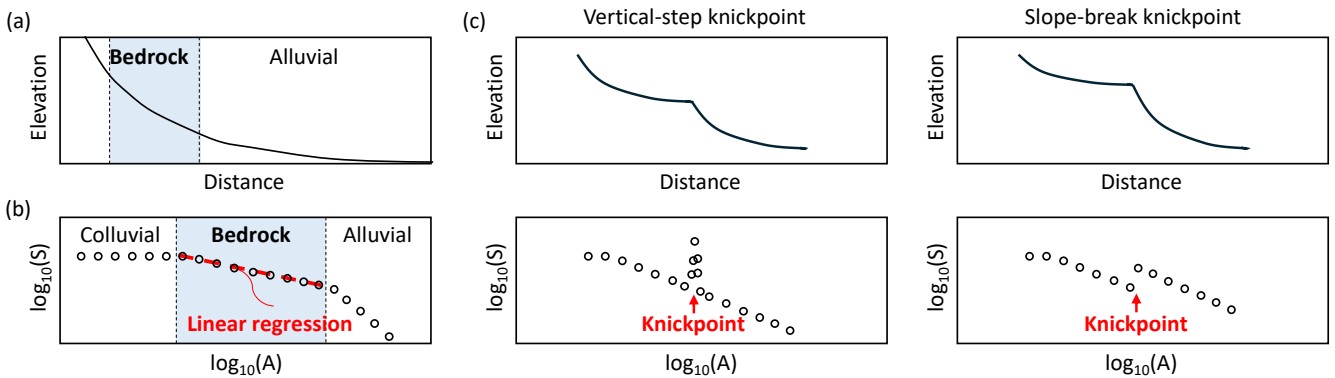 (a)
Bedrock
Alluvial
Elevation
Distance
(b)
Colluvial
Bedrock
Alluvial
log10(S)
Linear regression
log10(A)
(c)
Vertical-step knickpoint
Slope-break knickpoint
Elevation
Distance
Elevation
Distance
log10(S)
Knickpoint
log10(A)
log10(S)
Knickpoint
log10(A)